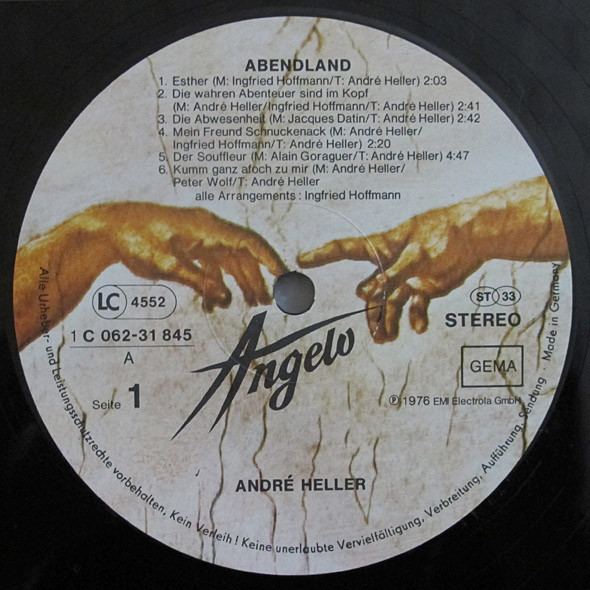 ABENDLAND
1. Esther (M: Ingfried Hoffmann/T: André Heller) 2:03
2. Die wahren Abenteuer sind im Kopf
(M: André Heller/Ingfried Hoffmann/T: André Heller) 2:41
3. Die Abwesenheit (M: Jacques Datin/T: André Heller) 2:42
4. Mein Freund Schnuckenack (M: André Heller/
Ingfried Hoffmann/T: André Heller) 2:20
5. Der Souffleur (M: Alain Goraguer/T: André Heller) 4:47
6. Kumm ganz afoch zu mir (M: André Heller/
Peter Wolf/T: André Heller
alle Arrangements: Ingfried Hoffmann
LC 4552
1 C 062-31 845
A
Seite 1
Angelo
ST 33
STEREO
GEMA
℗ 1976 EMI Electrola GmbH
ANDRÉ HELLER
Alle Urheber- und Leistungsschutzrechte vorbehalten, Kein Verleih! Keine unerlaubte Vervielfältigung, Verbreitung, Aufführung, Sendung · Made in Germany